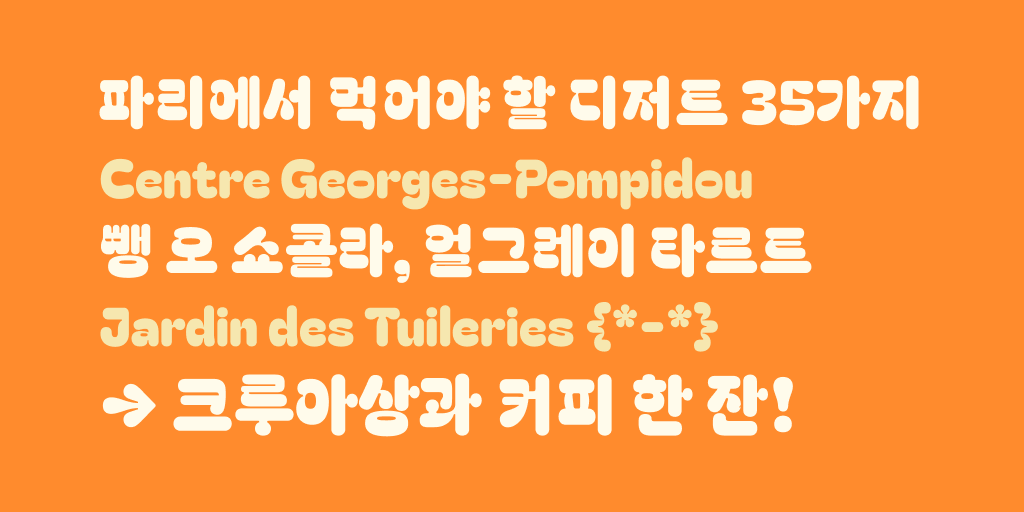 파리에서 먹어야 할 디저트 35가지
Centre Georges-Pompidou
뺑 오 쇼콜라, 얼그레이 타르트
Jardin des Tuileries {*-*}
→ 크루아상과 커피 한 잔!